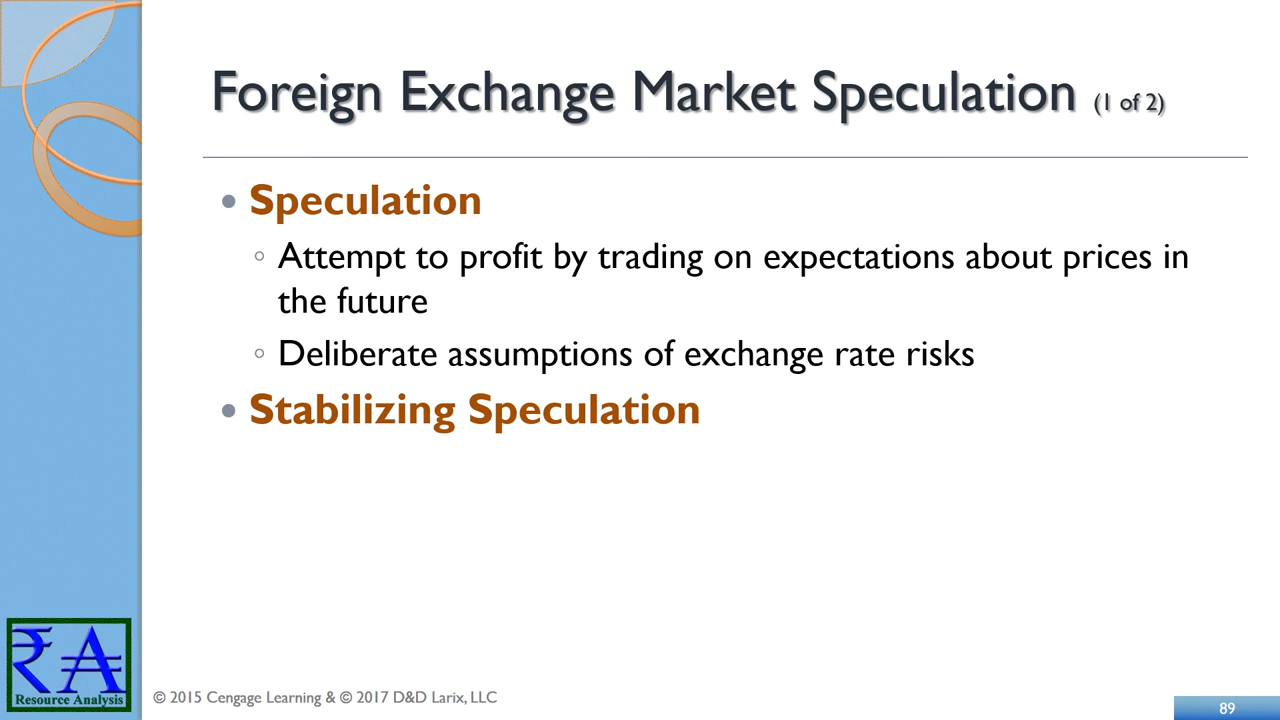 Foreign Exchange Market Speculation (1 of 2)
• Speculation
◦ Attempt to profit by trading on expectations about prices in
the future
◦ Deliberate assumptions of exchange rate risks
• Stabilizing Speculation
₹ A
Resource Analysis
© 2015 Cengage Learning & © 2017 D&D Larix, LLC
89